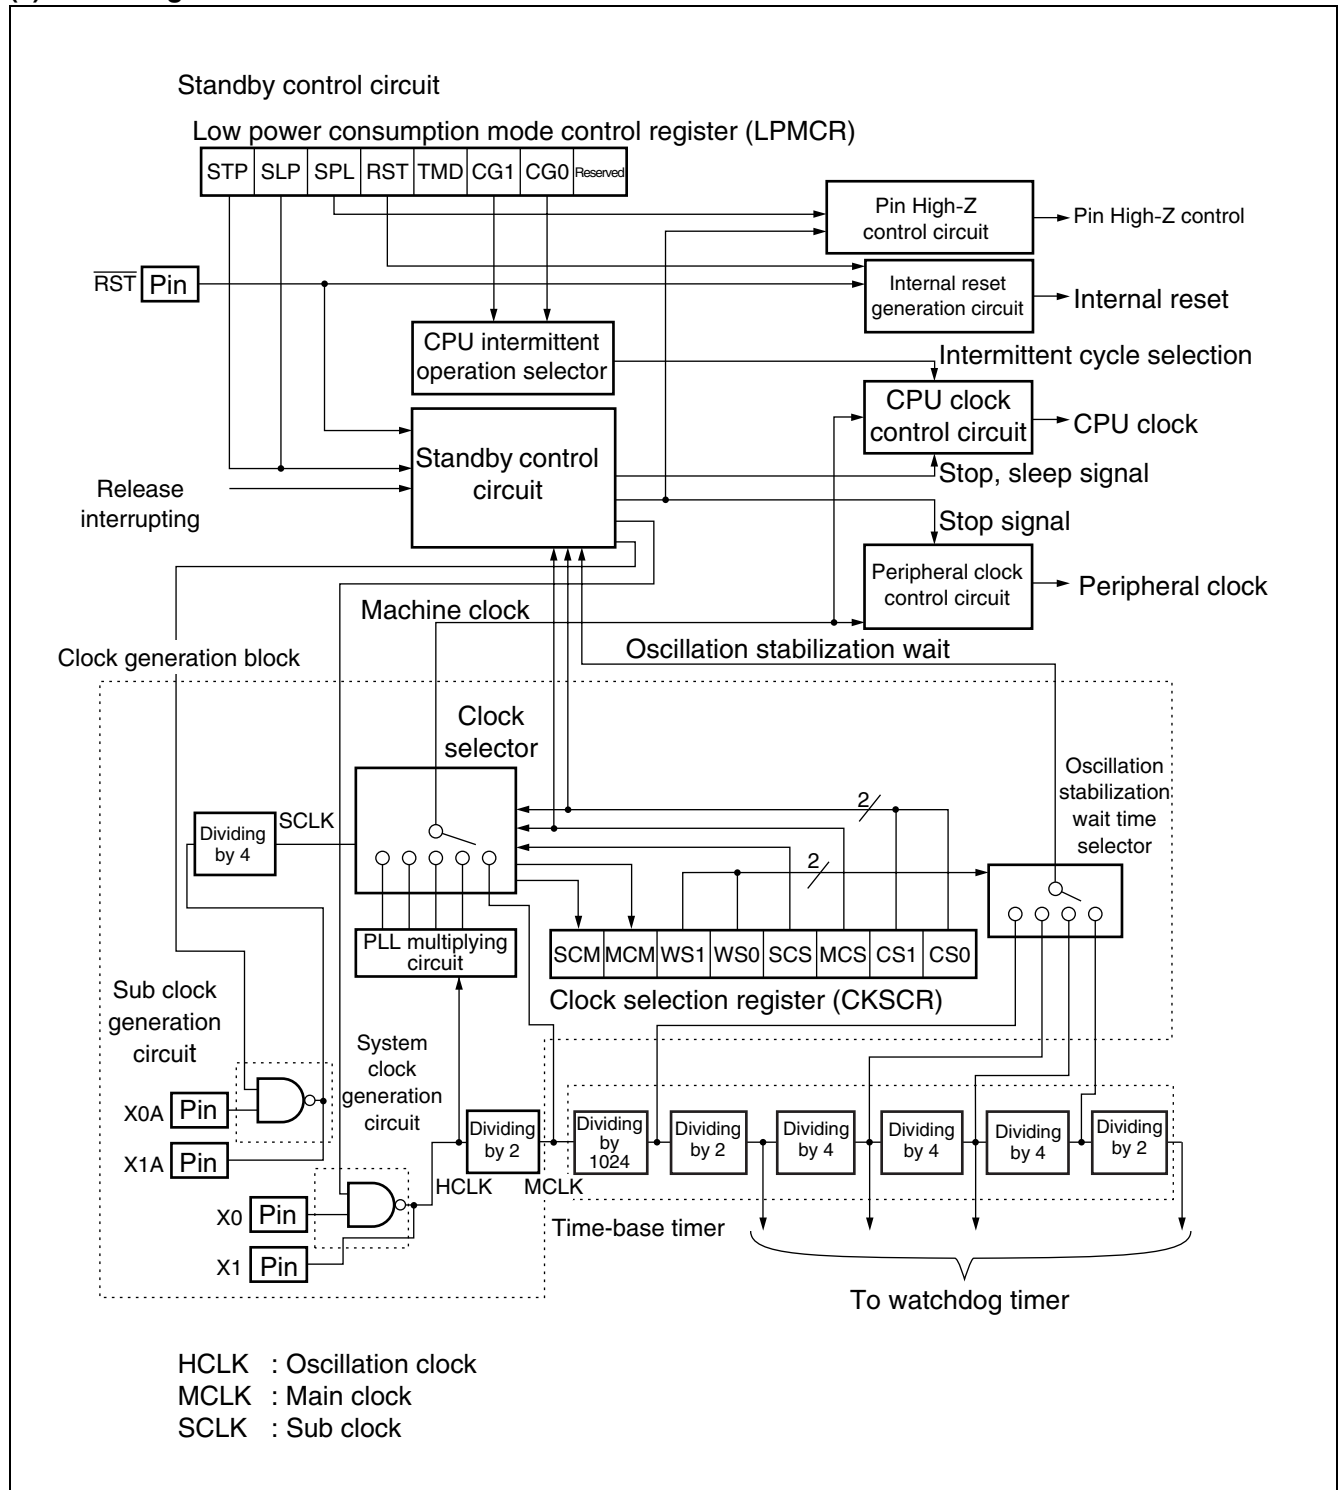 Standby control circuit
Low power consumption mode control register (LPMCR)
STP SLP SPL RST TMD CG1 CG0 Reserved
Pin High-Z
control circuit
Pin High-Z control
RST Pin
Internal reset
generation circuit
Internal reset
CPU intermittent
operation selector
Intermittent cycle selection
CPU clock
control circuit
CPU clock
Standby control
circuit
Stop, sleep signal
Release
interrupting
Stop signal
Peripheral clock
control circuit
Peripheral clock
Machine clock
Oscillation stabilization wait
Clock generation block
Clock
selector
Oscillation
stabilization
wait time
selector
SCLK
Dividing
by 4
2
2
PLL multiplying
circuit
SCM MCM WS1 WS0 SCS MCS CS1 CS0
Clock selection register (CKSCR)
Sub clock
generation
circuit
System
clock
generation
circuit
X0A Pin
X1A Pin
Dividing
by 2
Dividing
by
1024
Dividing
by 2
Dividing
by 4
Dividing
by 4
Dividing
by 4
Dividing
by 2
HCLK
MCLK
X0 Pin
X1 Pin
Time-base timer
To watchdog timer
HCLK : Oscillation clock
MCLK : Main clock
SCLK : Sub clock